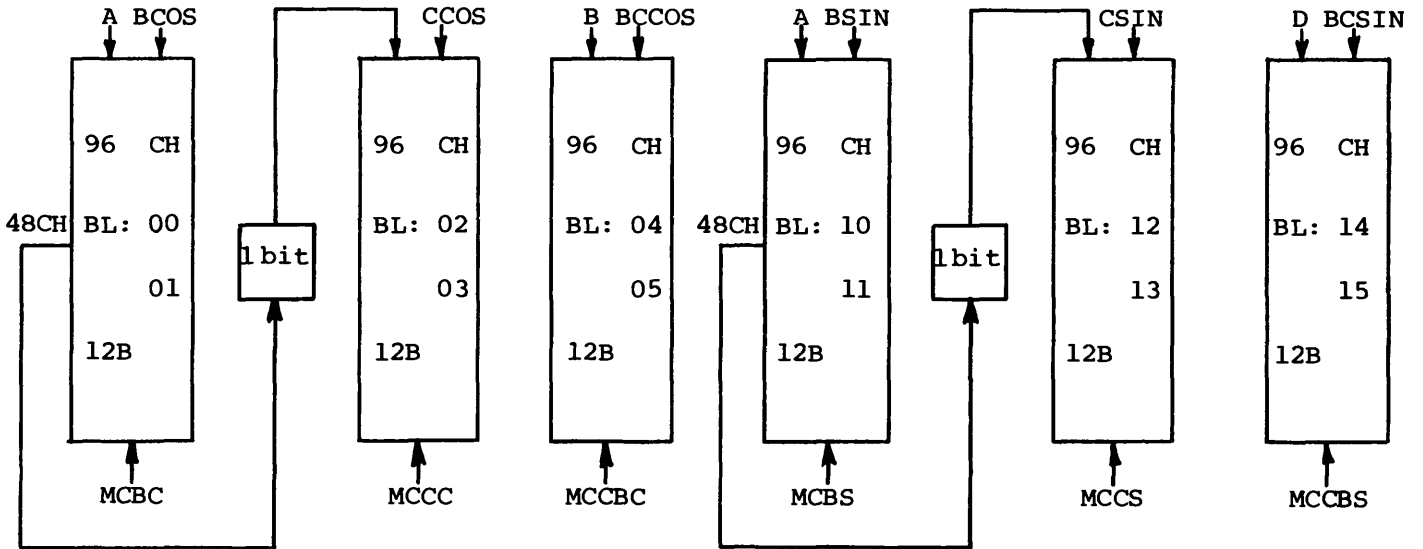 A BCOS CCOS B BCCOS A BSIN CSIN D BCSIN
96 CH 96 CH 96 CH 96 CH 96 CH 96 CH
48CH BL: 00 BL: 02 BL: 04 48CH BL: 10 BL: 12 BL: 14
1bit 1bit
01 03 05 11 13 15
12B 12B 12B 12B 12B 12B
MCBC MCCC MCCBC MCBS MCCS MCCBS